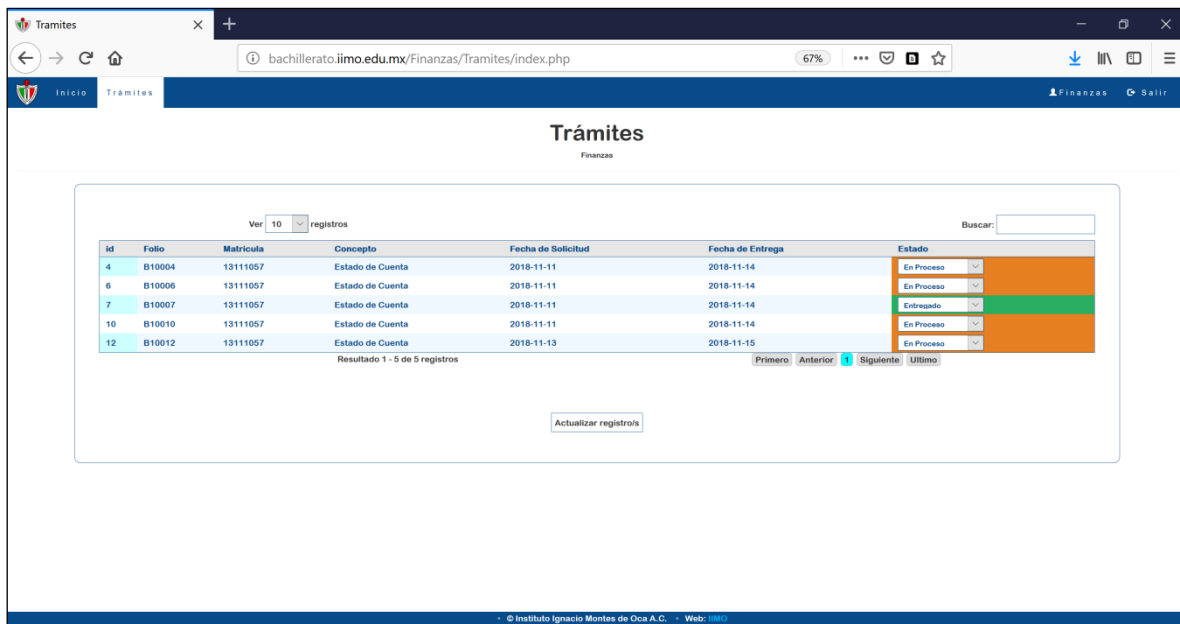 Tramites
bachillerato.iimo.edu.mx/Finanzas/Tramites/index.php 67%
Inicio Trámites Finanzas Salir
Trámites
Finanzas
Ver 10 registros Buscar:
id Folio Matrícula Concepto Fecha de Solicitud Fecha de Entrega Estado
4 B10004 13111057 Estado de Cuenta 2018-11-11 2018-11-14 En Proceso
6 B10006 13111057 Estado de Cuenta 2018-11-11 2018-11-14 En Proceso
7 B10007 13111057 Estado de Cuenta 2018-11-11 2018-11-14 Entregado
10 B10010 13111057 Estado de Cuenta 2018-11-11 2018-11-14 En Proceso
12 B10012 13111057 Estado de Cuenta 2018-11-13 2018-11-15 En Proceso
Resultado 1 - 5 de 5 registros Primero Anterior 1 Siguiente Ultimo
Actualizar registro/s
• © Instituto Ignacio Montes de Oca A.C. • Web: IIMO